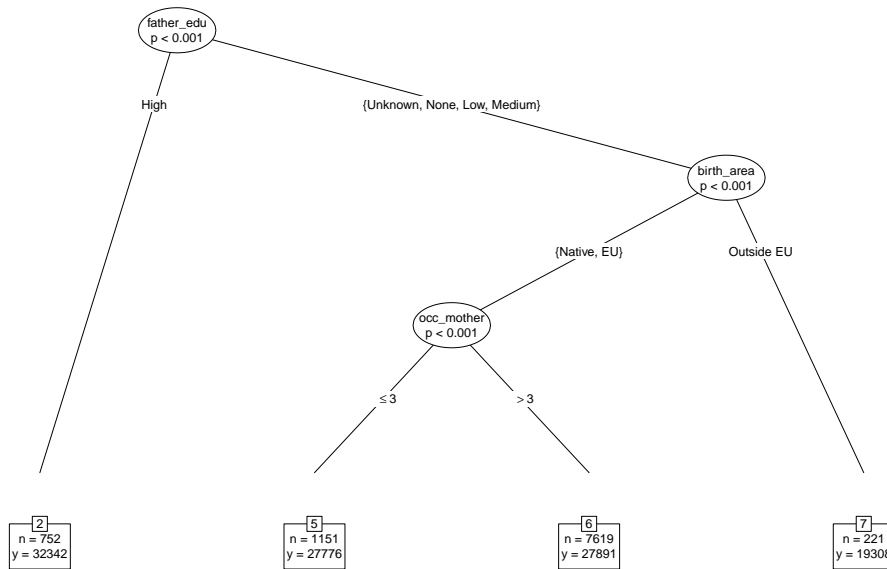 father_edu
p < 0.001
High
{Unknown, None, Low, Medium}
birth_area
p < 0.001
{Native, EU}
Outside EU
occ_mother
p < 0.001
≤ 3
> 3
2
n = 752
y = 32342
5
n = 1151
y = 27776
6
n = 7619
y = 27891
7
n = 221
y = 19308